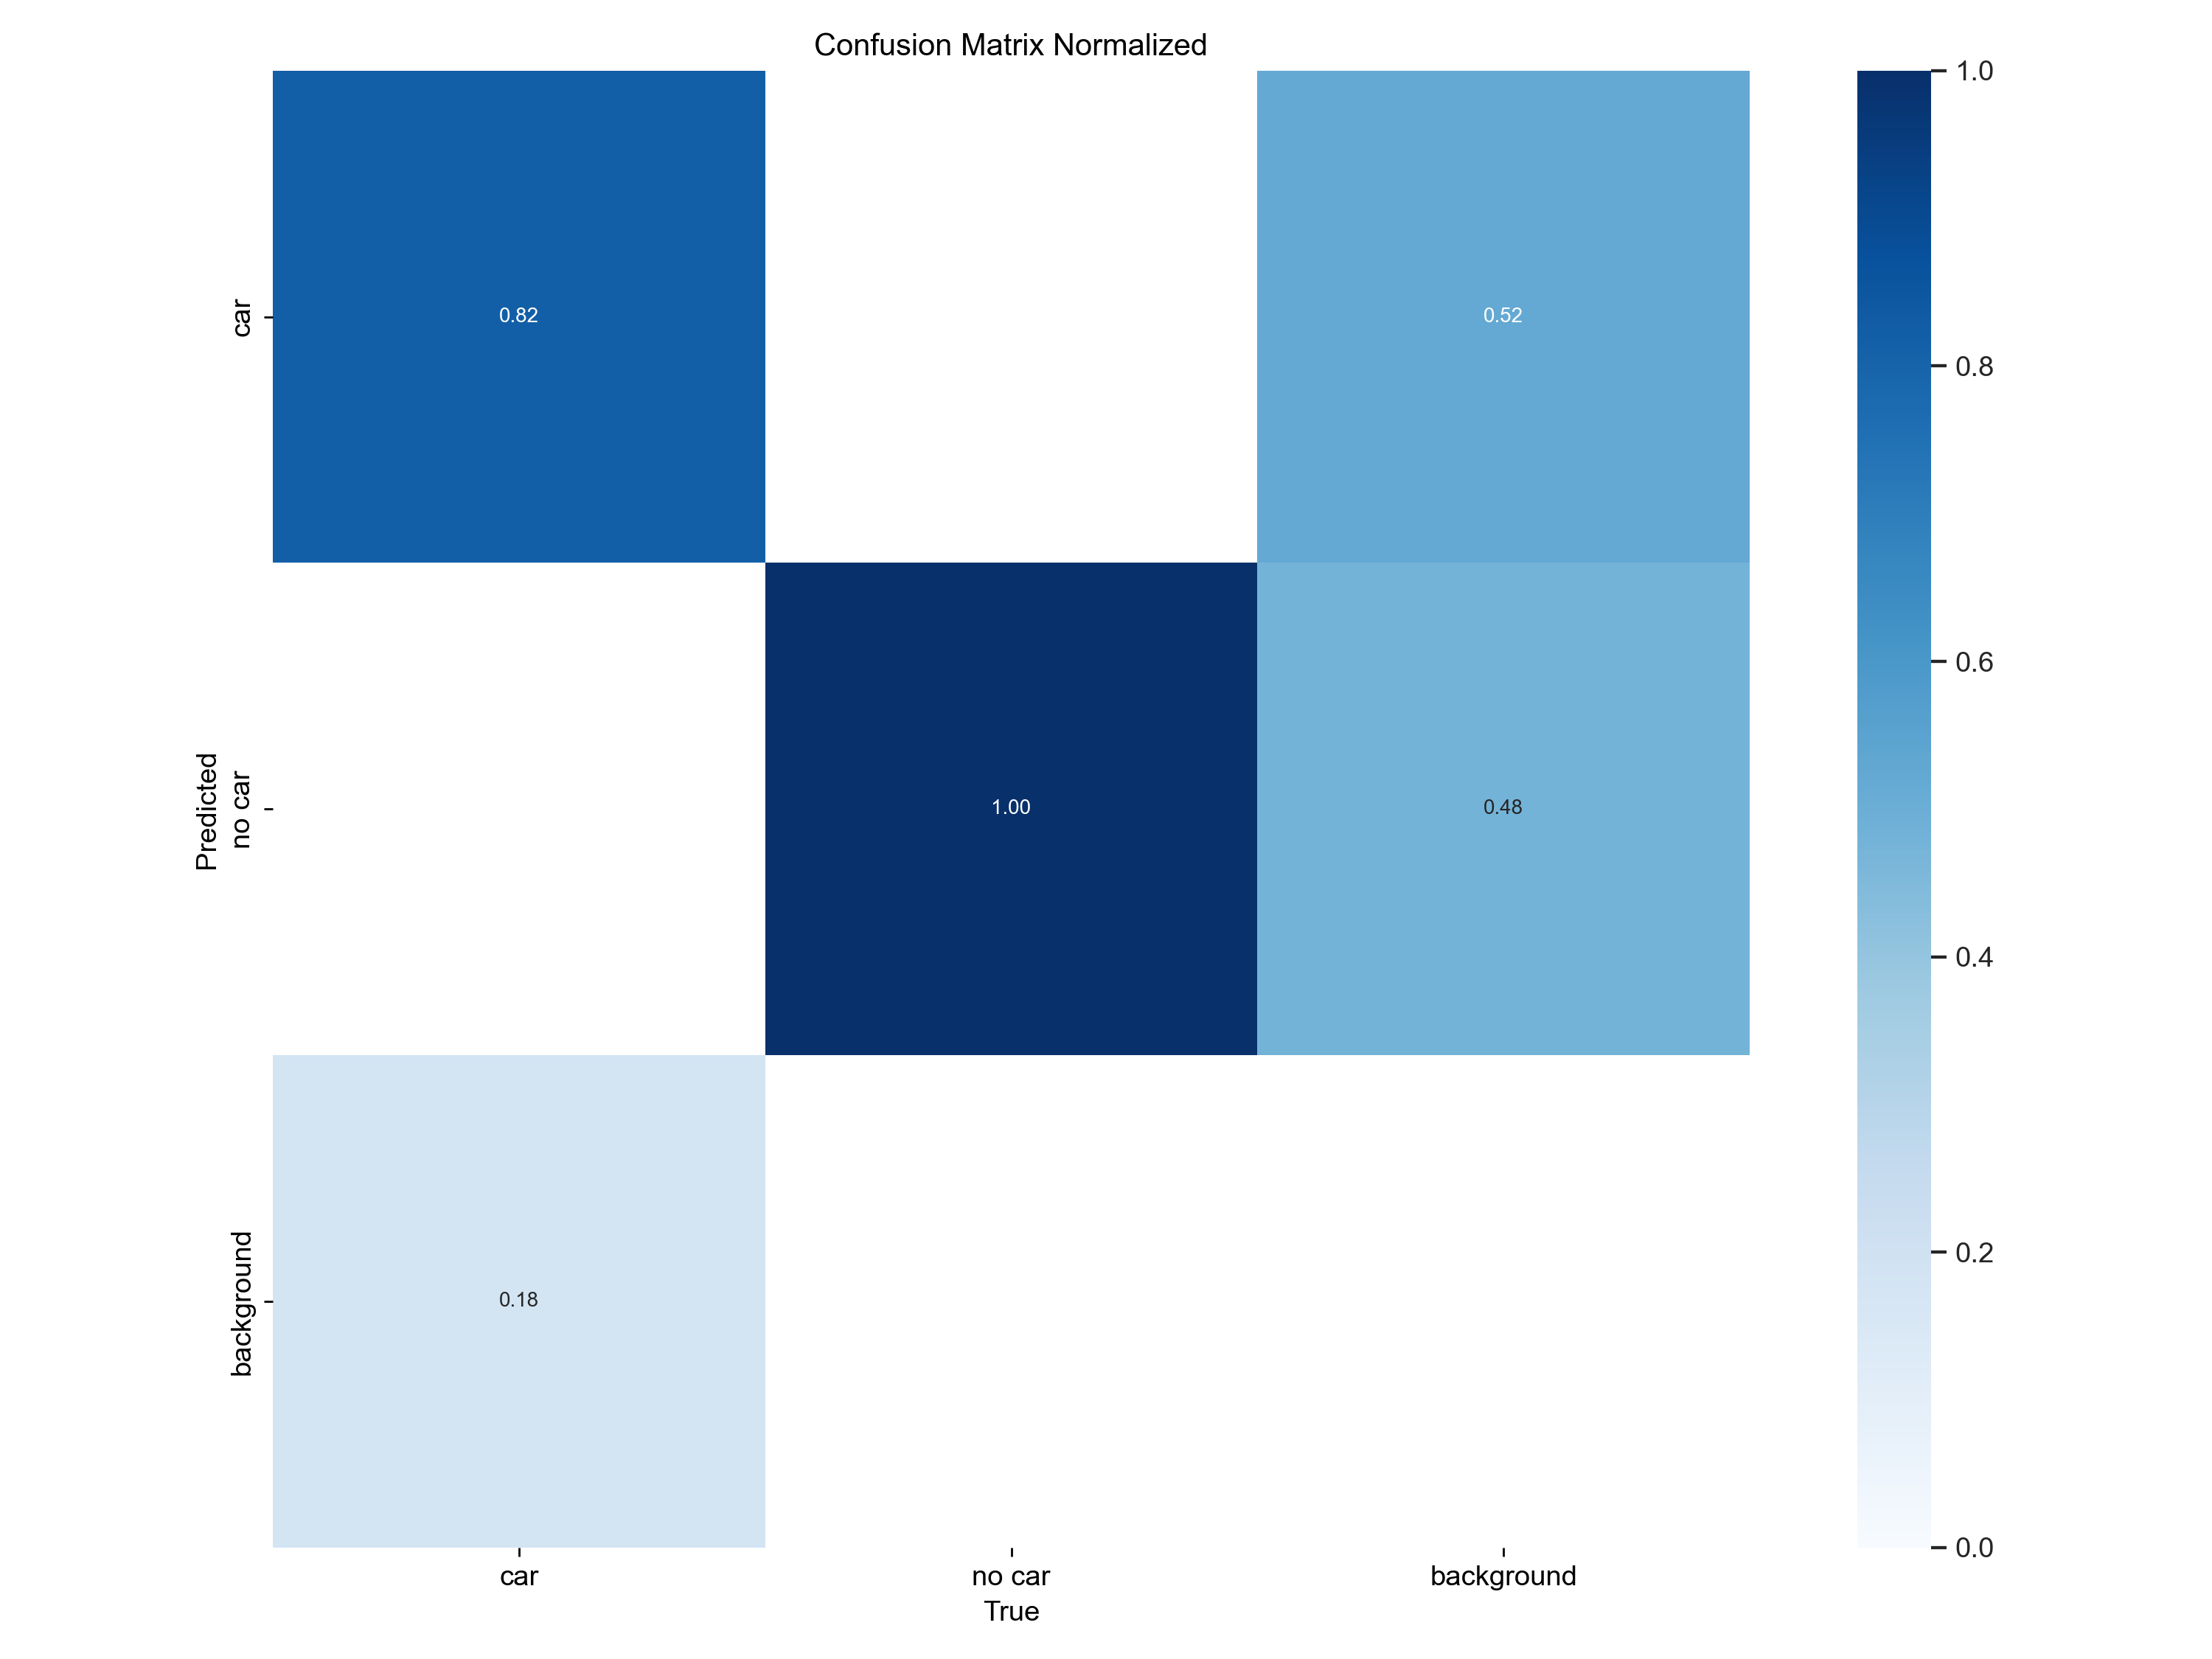 Confusion Matrix Normalized
1.0
car
0.82
0.52
0.8
0.6
Predicted
no car
1.00
0.48
0.4
background
0.18
0.2
0.0
car
no car
background
True